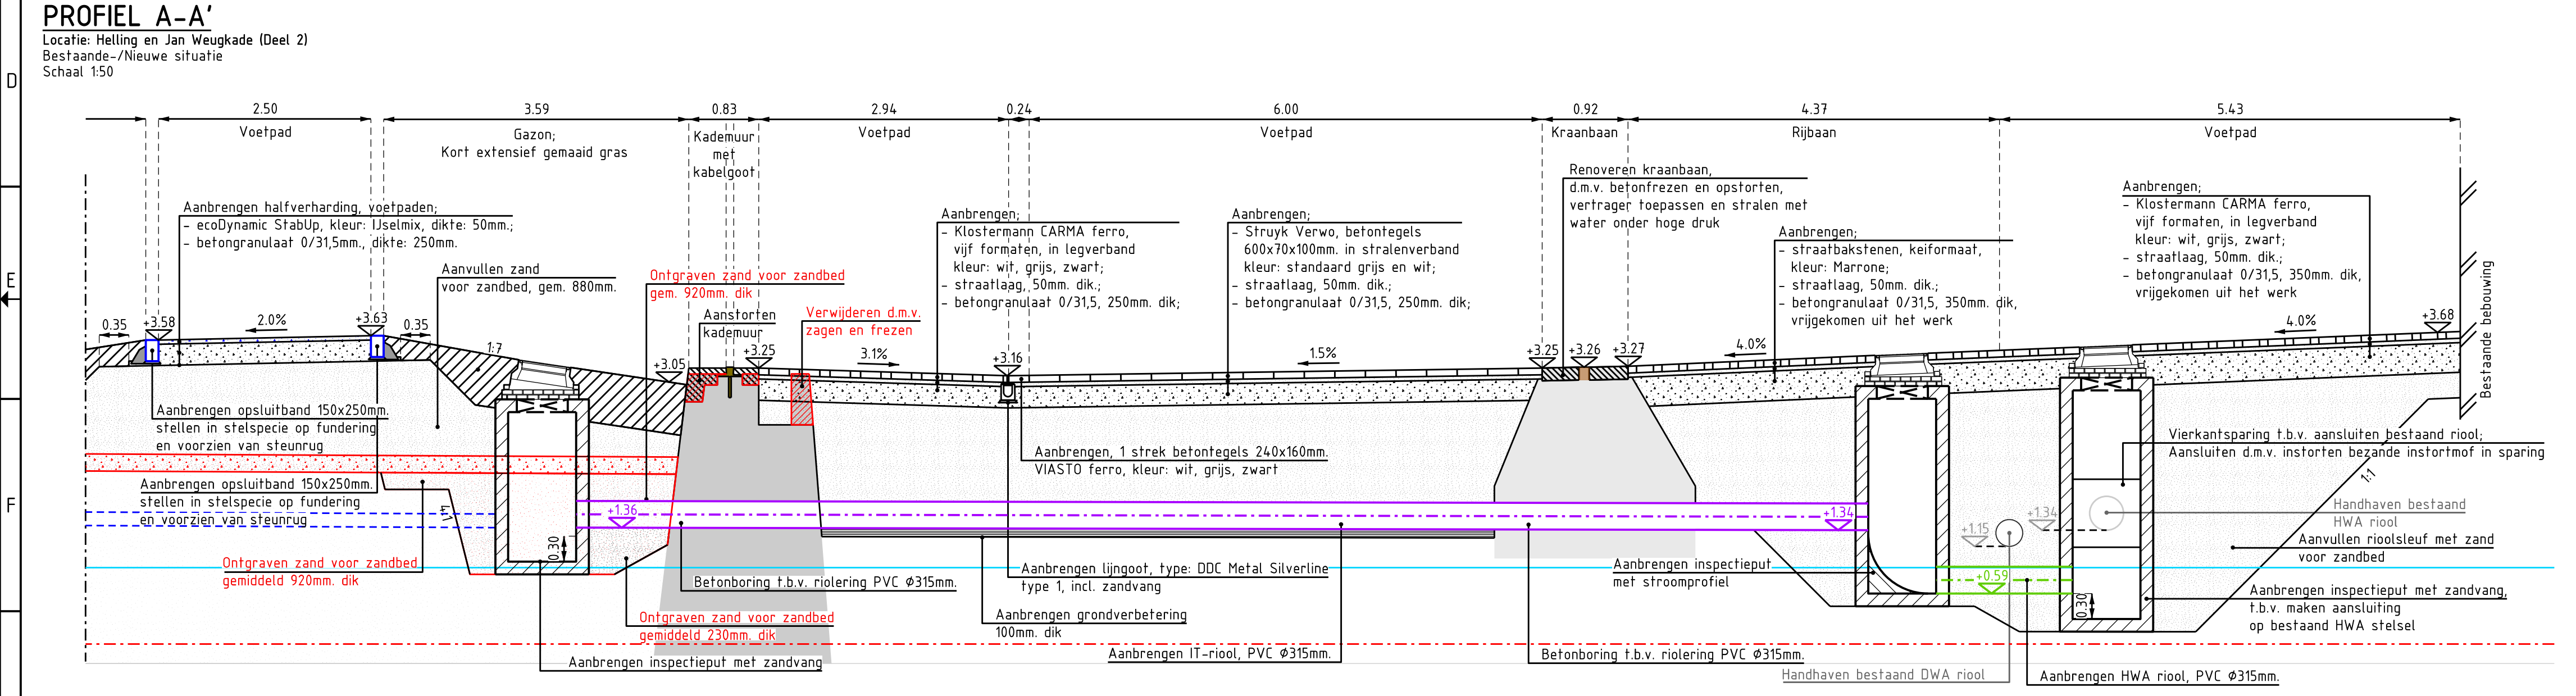 PROFIEL A-A'
Locatie: Helling en Jan Weugkade (Deel 2)
Bestaande-/Nieuwe situatie
Schaal 1:50
D
E
F
2.50
Voetpad
3.59
Gazon;
Kort extensief gemaaid gras
0.83
Kademuur
met
kabelgoot
2.94
Voetpad
0.24
6.00
Voetpad
0.92
Kraanbaan
4.37
Rijbaan
5.43
Voetpad
Aanbrengen halfverharding, voetpaden;
- ecoDynamic StabUp, kleur: IJselmix, dikte: 50mm.;
- betongranulaat 0/31,5mm., dikte: 250mm.
Aanvullen zand
voor zandbed, gem. 880mm.
Ontgraven zand voor zandbed
gem. 920mm. dik
Verwijderen d.m.v.
zagen en frezen
Aanstorten
kademuur
Aanbrengen;
- Klostermann CARMA ferro,
vijf formaten, in legverband
kleur: wit, grijs, zwart;
- straatlaag, 50mm. dik.;
- betongranulaat 0/31,5, 250mm. dik;
Aanbrengen;
- Struyk Verwo, betontegels
600x70x100mm. in stralenverband
kleur: standaard grijs en wit;
- straatlaag, 50mm. dik.;
- betongranulaat 0/31,5, 250mm. dik;
Renoveren kraanbaan,
d.m.v. betonfrezen en opstorten,
vertrager toepassen en stralen met
water onder hoge druk
Aanbrengen;
- straatbakstenen, keiformaat,
kleur: Marrone;
- straatlaag, 50mm. dik.;
- betongranulaat 0/31,5, 350mm. dik,
vrijgekomen uit het werk
Aanbrengen;
- Klostermann CARMA ferro,
vijf formaten, in legverband
kleur: wit, grijs, zwart;
- straatlaag, 50mm. dik.;
- betongranulaat 0/31,5, 350mm. dik,
vrijgekomen uit het werk
Bestaande bebouwing
0.35
+3.58
2.0%
+3.63
0.35
1:7
+3.05
+3.25
3.1%
+3.16
1.5%
+3.25
+3.26
+3.27
4.0%
4.0%
+3.68
Aanbrengen opsluitband 150x250mm.
stellen in stelspecie op fundering
en voorzien van steunrug
Aanbrengen opsluitband 150x250mm.
stellen in stelspecie op fundering
en voorzien van steunrug
4:1
+1.36
0.30
Ontgraven zand voor zandbed
gemiddeld 920mm. dik
Betonboring t.b.v. riolering PVC Ø315mm.
Ontgraven zand voor zandbed
gemiddeld 230mm. dik
Aanbrengen inspectieput met zandvang
Aanbrengen, 1 strek betontegels 240x160mm.
VIASTO ferro, kleur: wit, grijs, zwart
Aanbrengen lijngoot, type: DDC Metal Silverline
type 1, incl. zandvang
Aanbrengen grondverbetering
100mm. dik
Aanbrengen IT-riool, PVC Ø315mm.
Betonboring t.b.v. riolering PVC Ø315mm.
Aanbrengen inspectieput
met stroomprofiel
+1.34
+1.15
+1.34
+0.59
0.30
Vierkantsparing t.b.v. aansluiten bestaand riool;
Aansluiten d.m.v. instorten bezande instortmof in sparing
1:1
Handhaven bestaand
HWA riool
Aanvullen rioolsleuf met zand
voor zandbed
Aanbrengen inspectieput met zandvang,
t.b.v. maken aansluiting
op bestaand HWA stelsel
Handhaven bestaand DWA riool
Aanbrengen HWA riool, PVC Ø315mm.